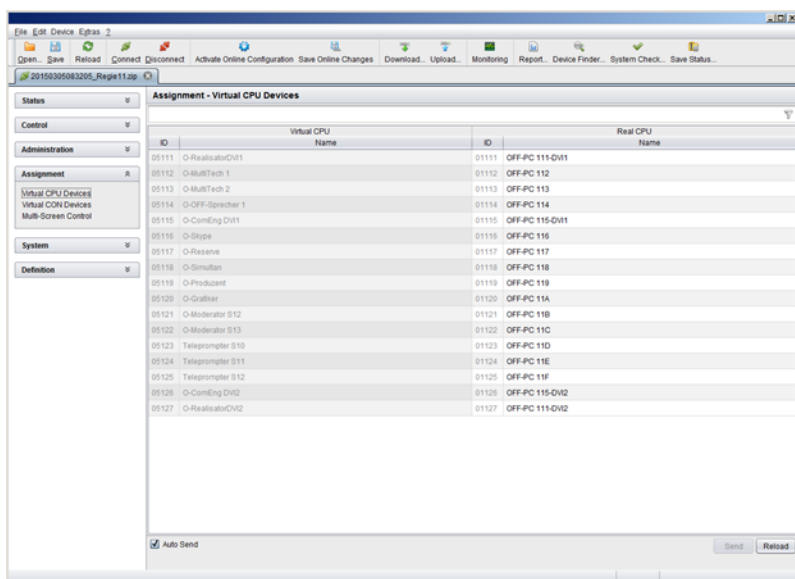 File Edit Device Extras ?
Open... Save Reload Connect Disconnect Activate Online Configuration Save Online Changes Download... Upload... Monitoring Report... Device Finder... System Check... Save Status...
20150305083205_Regie11.zip
Status
Control
Administration
Assignment
Virtual CPU Devices
Virtual CON Devices
Multi-Screen Control
System
Definition
Assignment - Virtual CPU Devices
Virtual CPU Real CPU
ID Name ID Name
05111 O-RealisatorDVI1 01111 OFF-PC 111-DVI1
05112 O-MultiTech 1 01112 OFF-PC 112
05113 O-MultiTech 2 01113 OFF-PC 113
05114 O-OFF-Sprecher 1 01114 OFF-PC 114
05115 O-ComEng DVI1 01115 OFF-PC 115-DVI1
05116 O-Skype 01116 OFF-PC 116
05117 O-Reserve 01117 OFF-PC 117
05118 O-Simultan 01118 OFF-PC 118
05119 O-Produzent 01119 OFF-PC 119
05120 O-Grafiker 01120 OFF-PC 11A
05121 O-Moderator S12 01121 OFF-PC 11B
05122 O-Moderator S13 01122 OFF-PC 11C
05123 Teleprompter S10 01123 OFF-PC 11D
05124 Teleprompter S11 01124 OFF-PC 11E
05125 Teleprompter S12 01125 OFF-PC 11F
05126 O-ComEng DVI2 01126 OFF-PC 115-DVI2
05127 O-RealisatorDVI2 01127 OFF-PC 111-DVI2
Auto Send
Send Reload